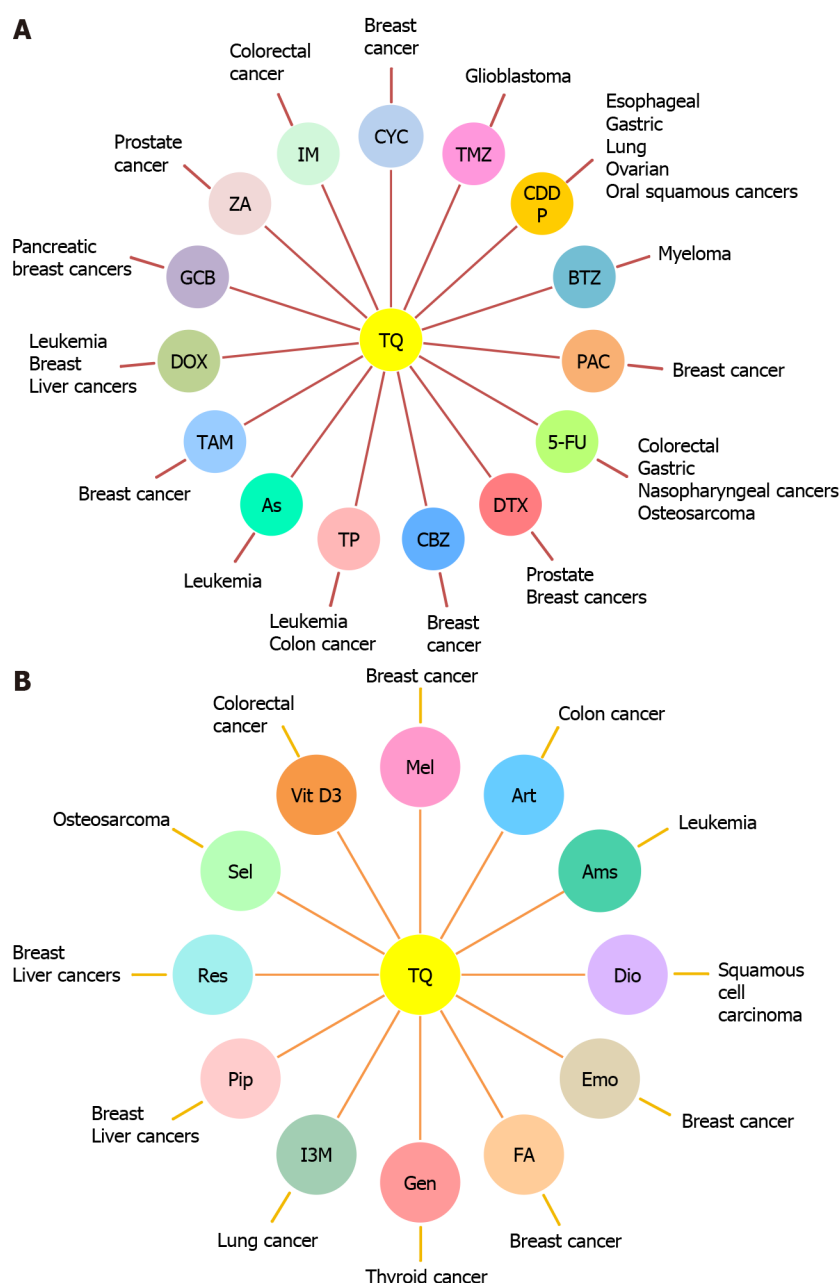 A
Breast
cancer
Colorectal
cancer
Glioblastoma
Esophageal
Gastric
Lung
Ovarian
Oral squamous cancers
CYC
IM
TMZ
Prostate
cancer
ZA
CDD
P
Pancreatic
breast cancers
GCB
BTZ
Myeloma
TQ
Leukemia
Breast
Liver cancers
DOX
PAC
Breast cancer
TAM
Breast cancer
5-FU
Colorectal
Gastric
Nasopharyngeal cancers
Osteosarcoma
As
Leukemia
TP
Leukemia
Colon cancer
CBZ
Breast
cancer
DTX
Prostate
Breast cancers
B
Breast cancer
Colorectal
cancer
Colon cancer
Mel
Vit D3
Art
Osteosarcoma
Sel
Ams
Leukemia
Breast
Liver cancers
Res
TQ
Dio
Squamous
cell
carcinoma
Pip
Breast
Liver cancers
Emo
Breast cancer
I3M
Lung cancer
Gen
Thyroid cancer
FA
Breast cancer